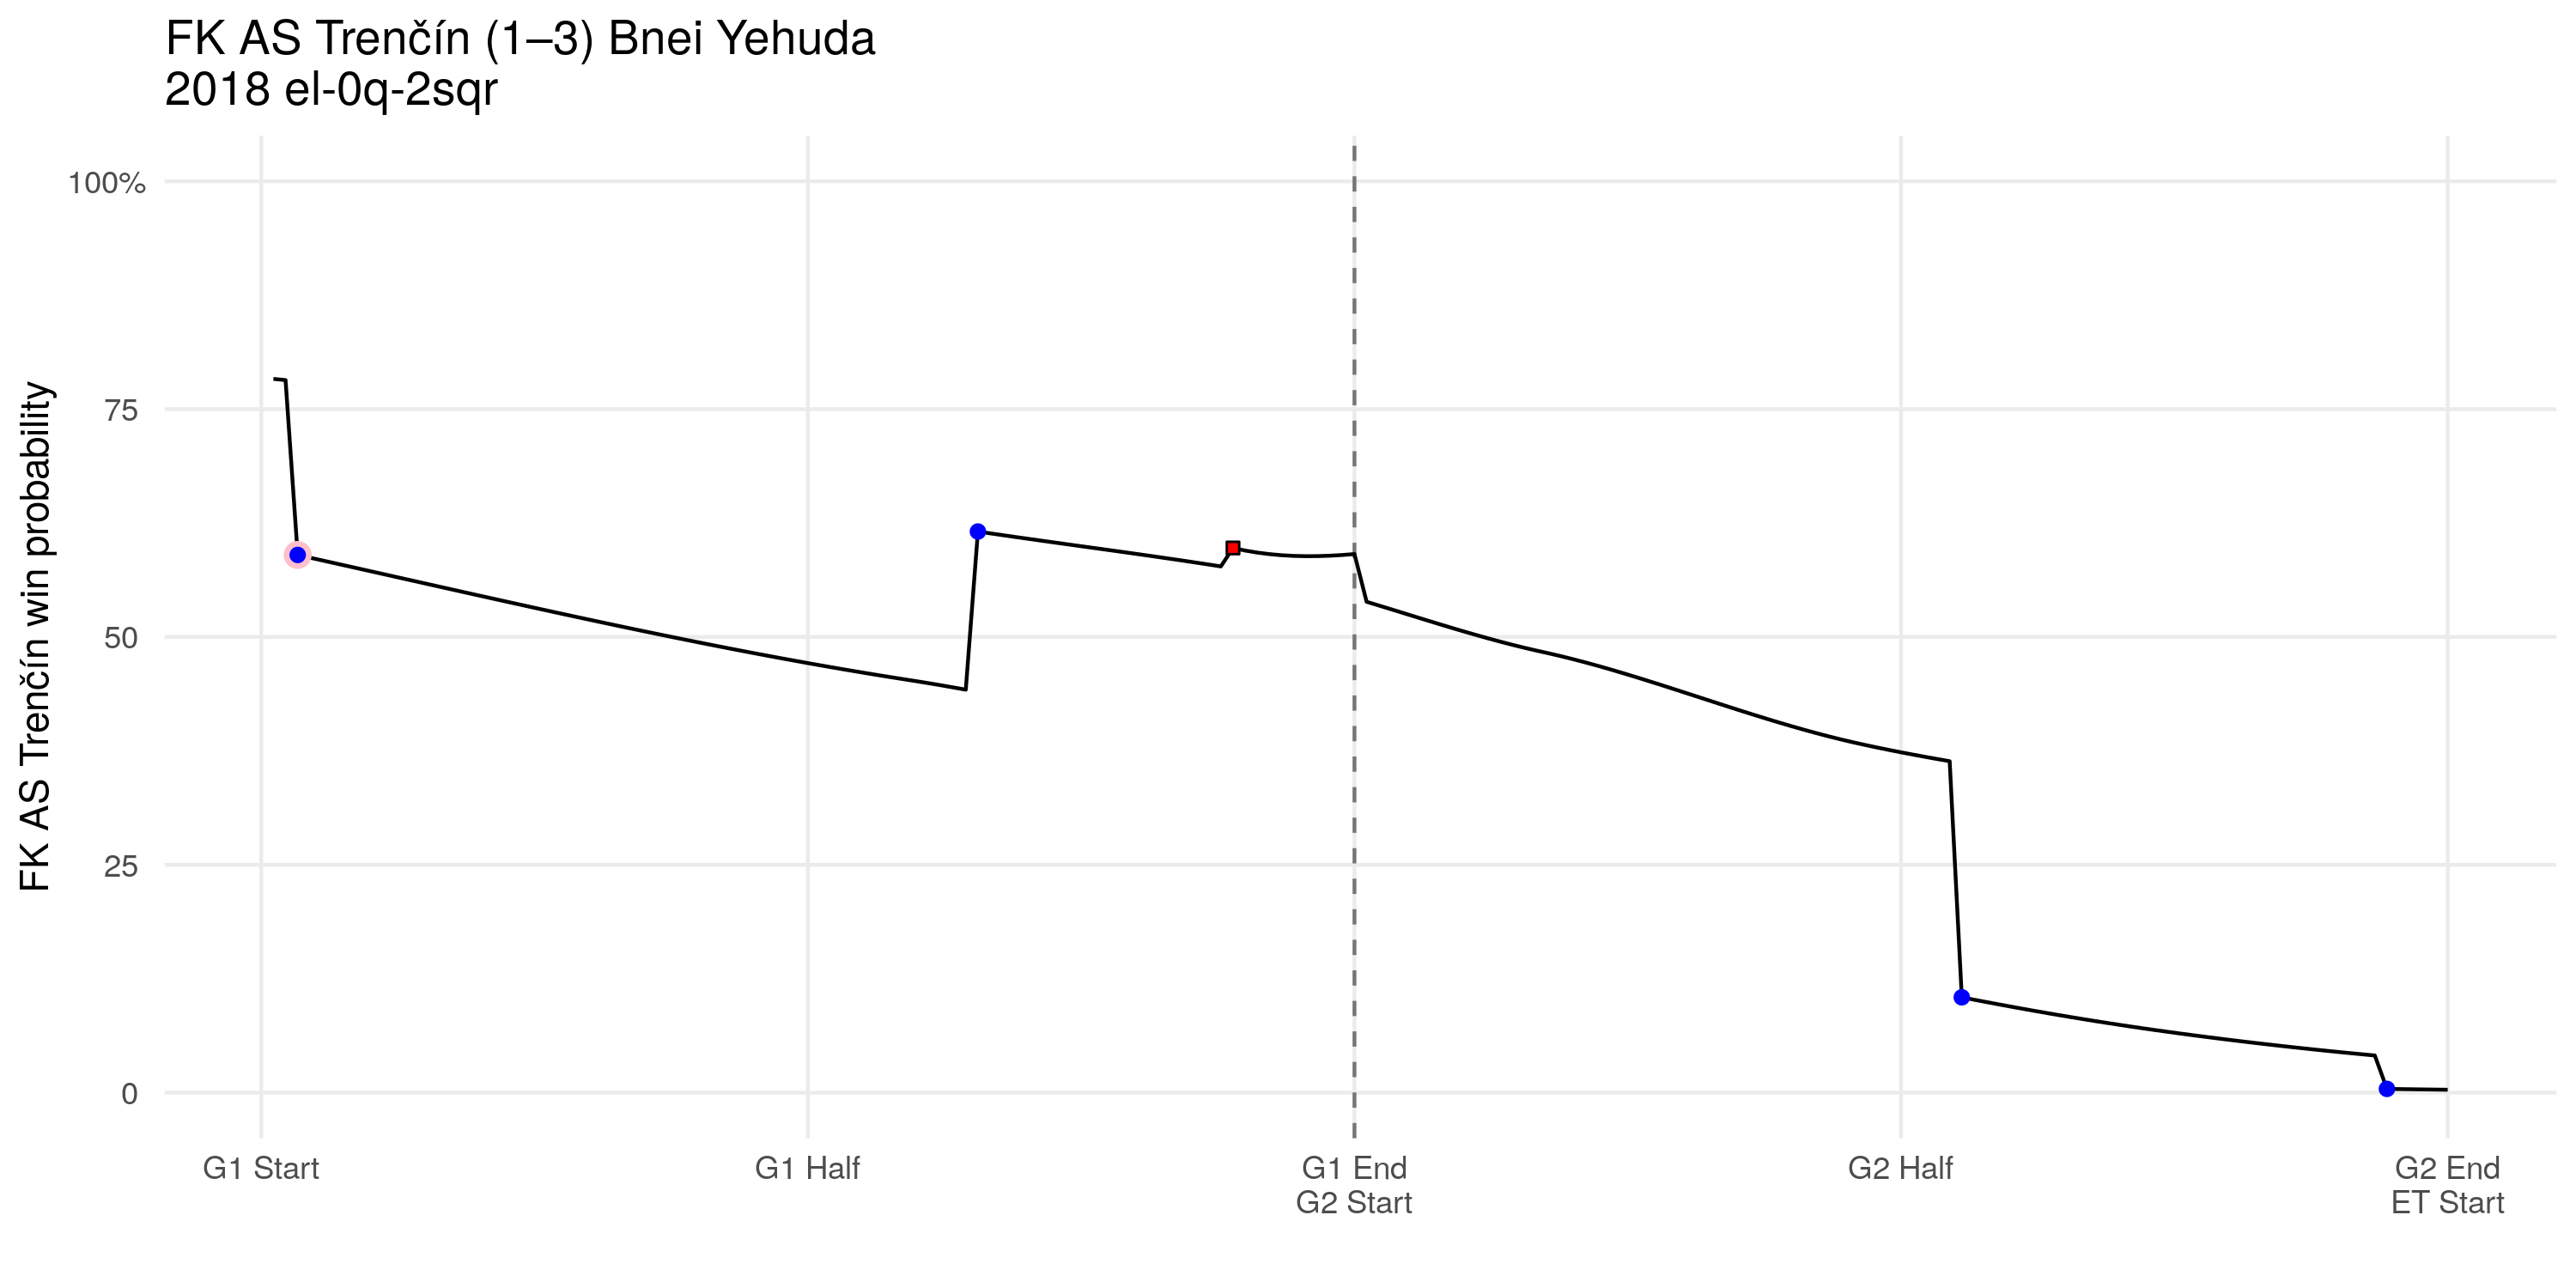 FK AS Trenčín (1–3) Bnei Yehuda
2018 el-0q-2sqr
FK AS Trenčín win probability
100%
75
50
25
0
G1 Start
G1 Half
G1 End
G2 Start
G2 Half
G2 End
ET Start